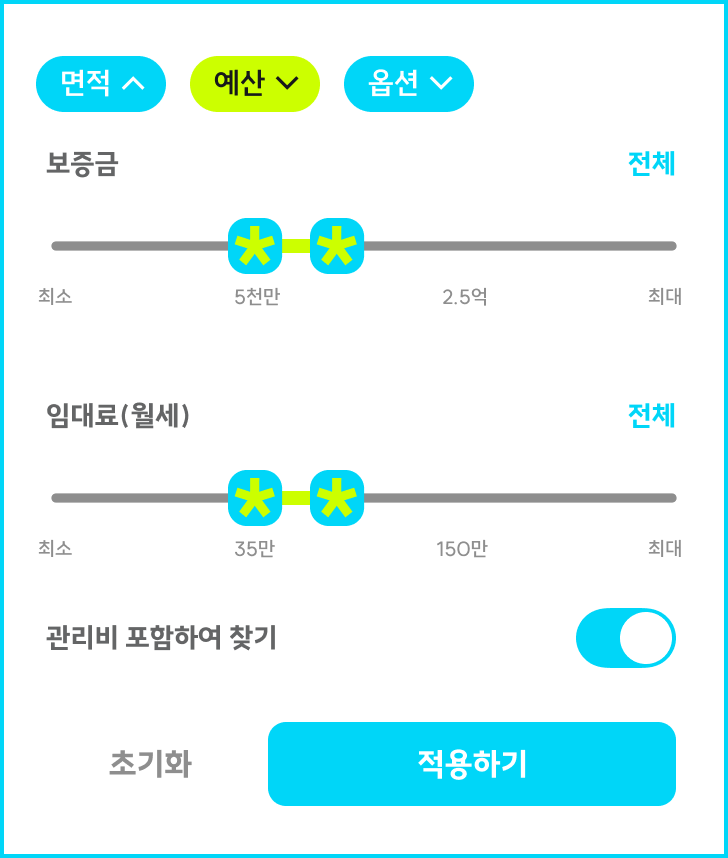 면적 예산 옵션
보증금 전체
최소 5천만 2.5억 최대
임대료(월세) 전체
최소 35만 150만 최대
관리비 포함하여 찾기
초기화 적용하기